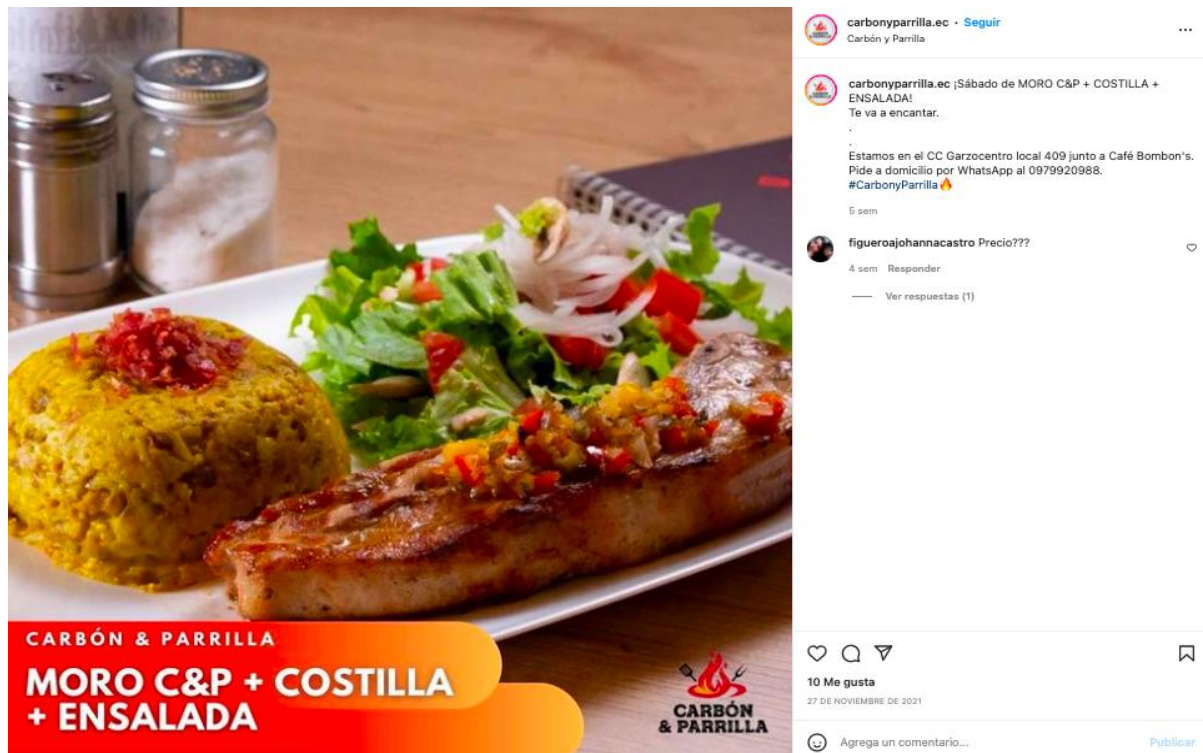 CARBÓN & PARRILLA
MORO C&P + COSTILLA
+ ENSALADA
CARBÓN
& PARRILLA
carbonyparrilla.ec • Seguir
Carbón y Parrilla
carbonyparrilla.ec ¡Sábado de MORO C&P + COSTILLA +
ENSALADA!
Te va a encantar.
.
.
Estamos en el CC Garzocentro local 409 junto a Café Bombon's.
Pide a domicilio por WhatsApp al 0979920988.
#CarbonyParrilla🔥
5 sem
figueroajohannacastro Precio???
4 sem Responder
Ver respuestas (1)
10 Me gusta
27 DE NOVIEMBRE DE 2021
Agrega un comentario...
Publicar